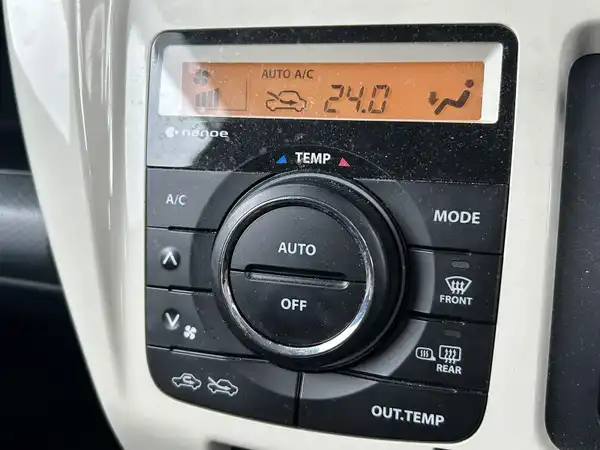 AUTO A/C
24.0
nanoe
TEMP
A/C
MODE
AUTO
OFF
FRONT
REAR
OUT.TEMP